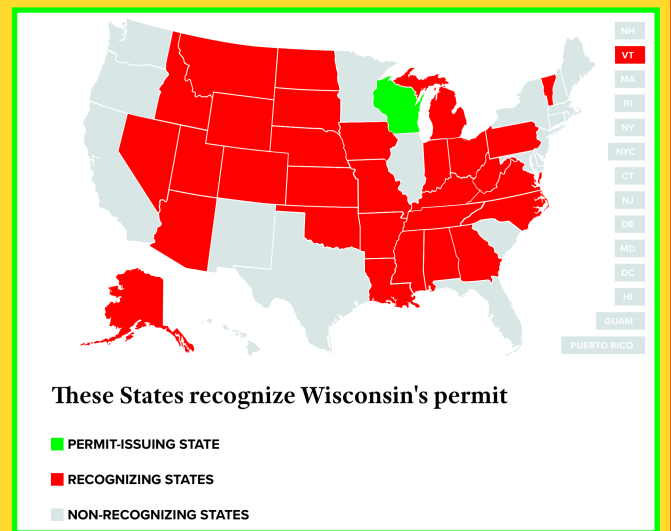 NH
VT
MA
RI
NY
NYC
CT
NJ
DE
MD
DC
HI
GUAM
PUERTO RICO
These States recognize Wisconsin's permit
PERMIT-ISSUING STATE
RECOGNIZING STATES
NON-RECOGNIZING STATES